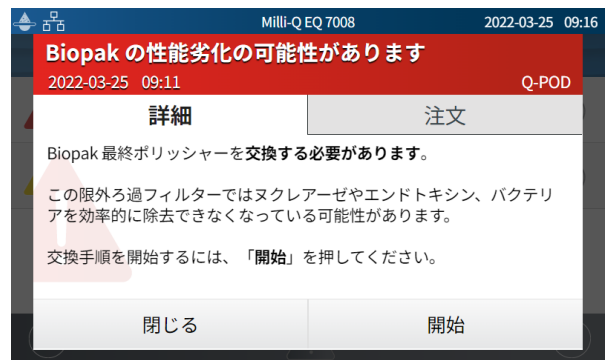 Milli-Q EQ 7008 2022-03-25 09:16
Biopak の性能劣化の可能性があります
2022-03-25 09:11 Q-POD
詳細 注文
Biopak 最終ポリッシャーを交換する必要があります。
この限外ろ過フィルターではヌクレアーゼやエンドトキシン、バクテリ
アを効率的に除去できなくなっている可能性があります。
交換手順を開始するには、「開始」を押してください。
閉じる 開始